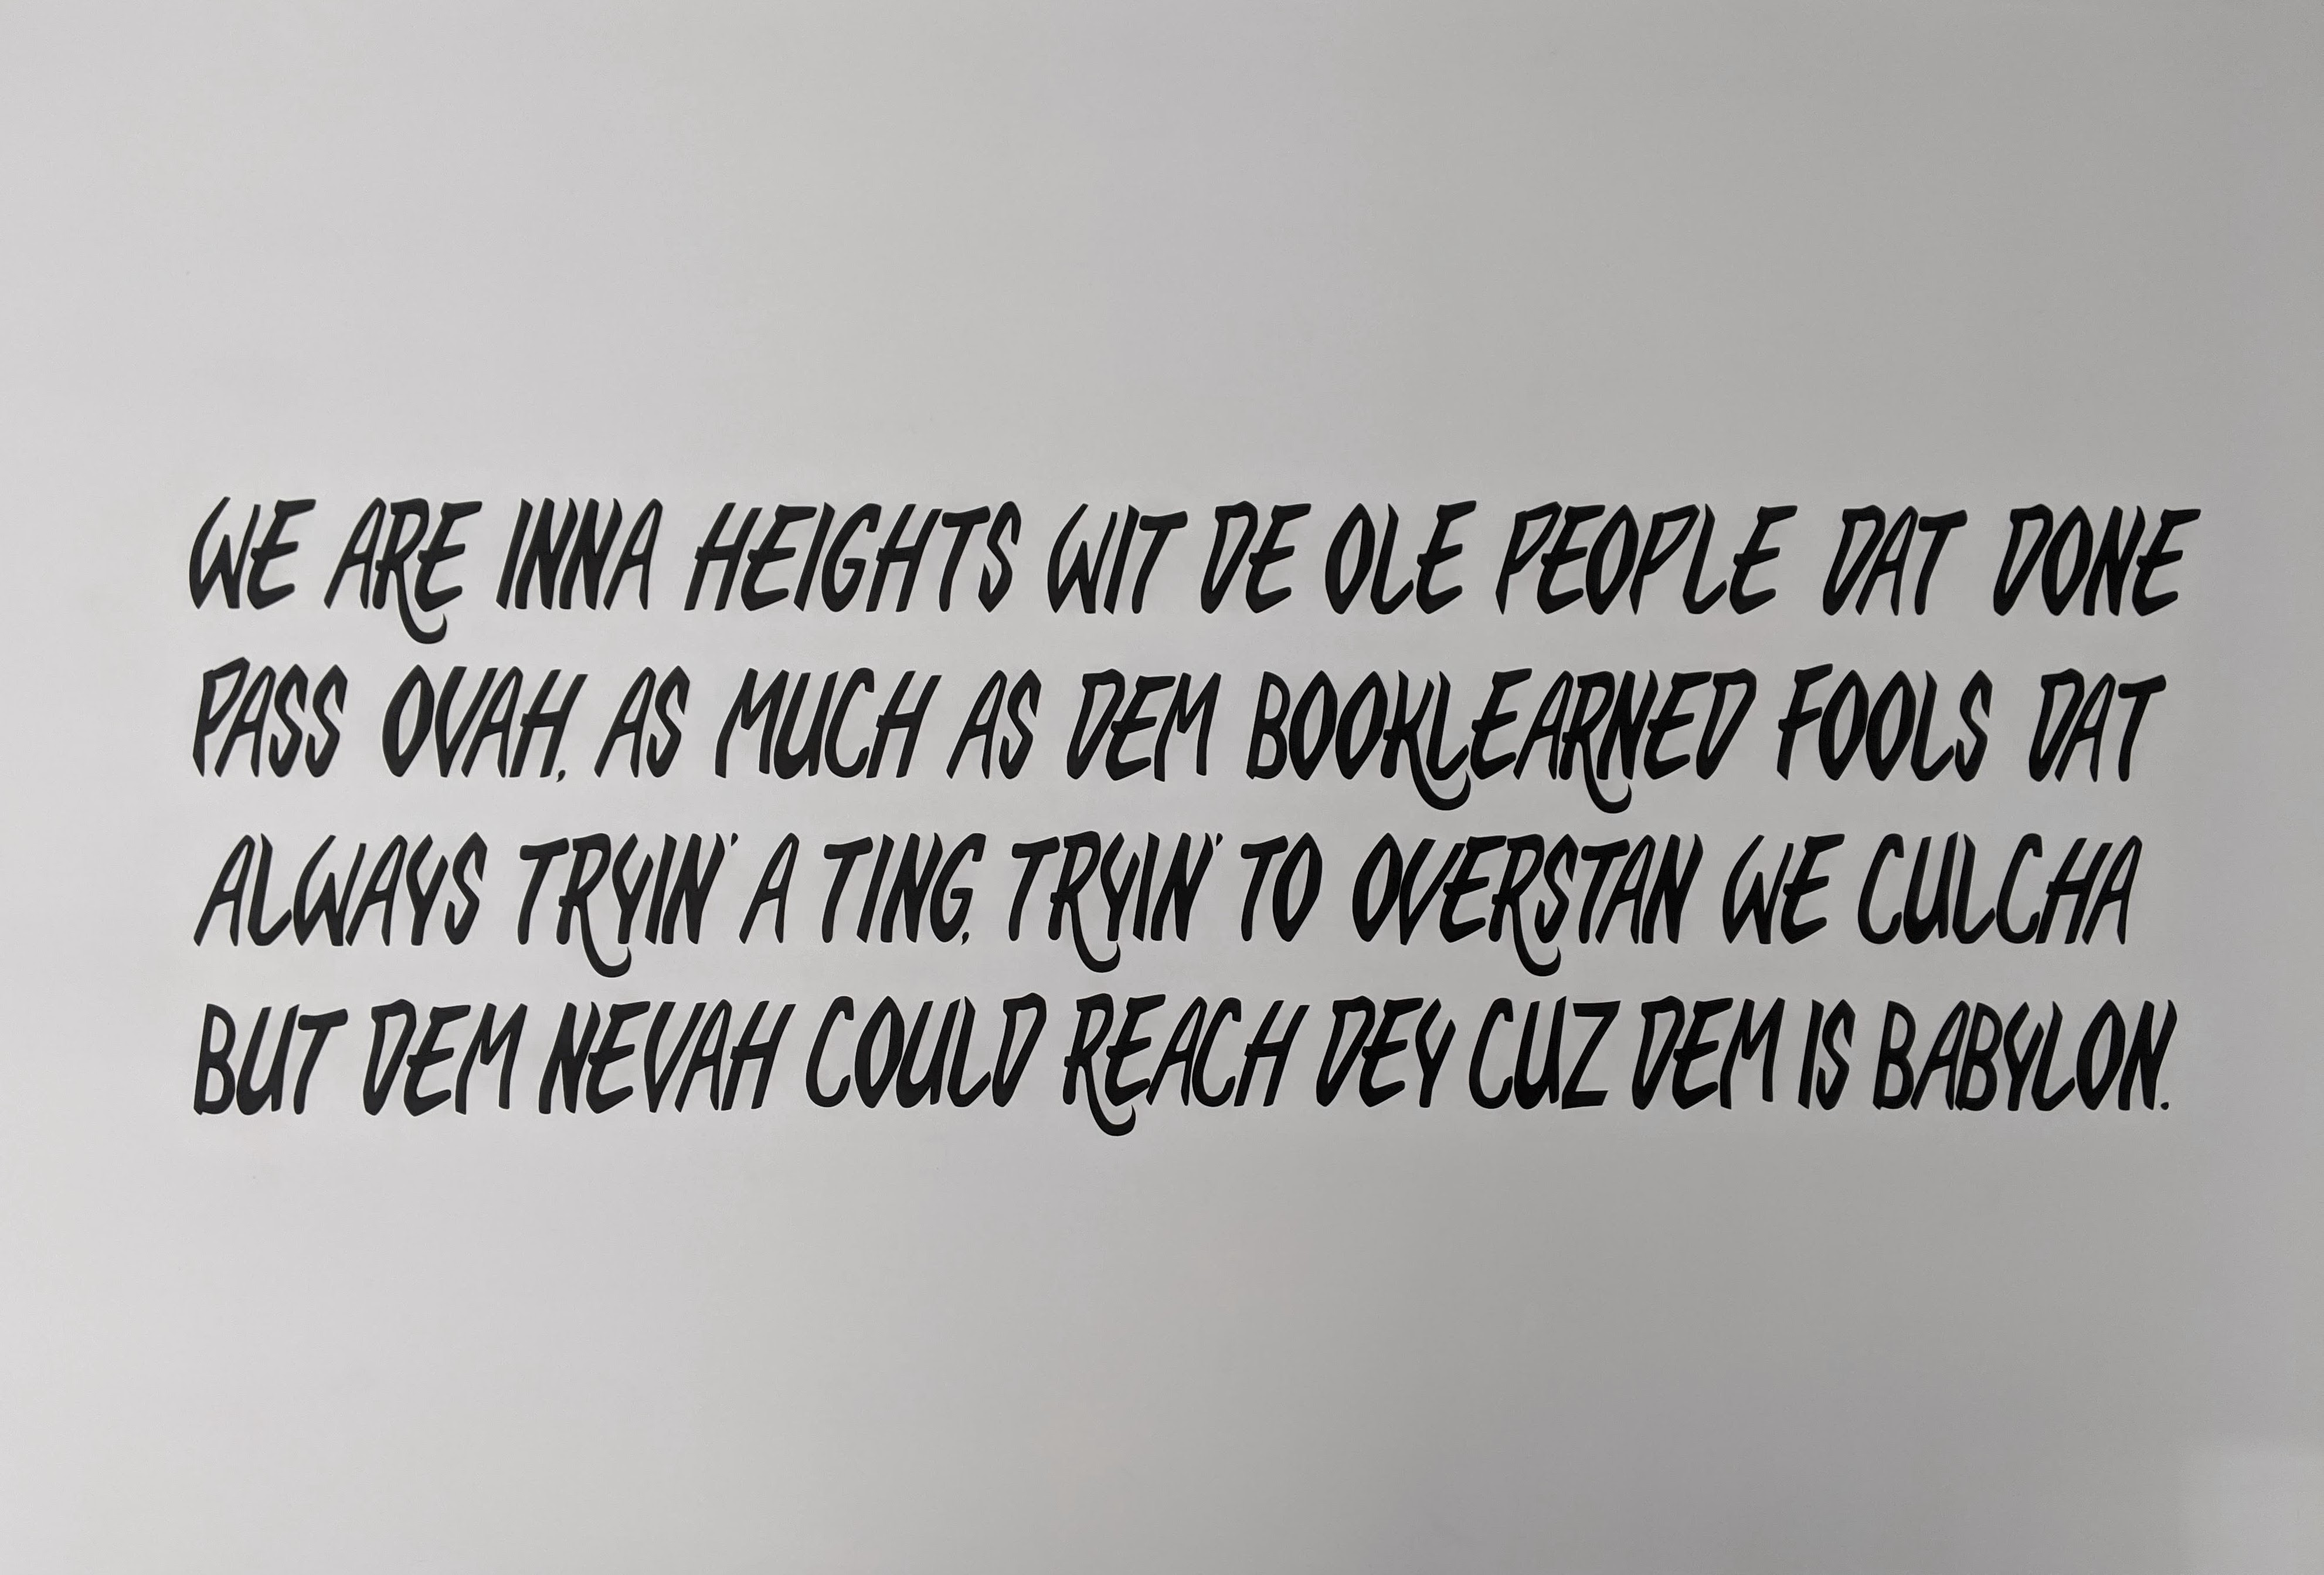 WE ARE INNA HEIGHTS WIT DE OLE PEOPLE DAT DONE
PASS OVAH, AS MUCH AS DEM BOOKLEARNED FOOLS DAT
ALWAYS TRYIN' A TING, TRYIN' TO OVERSTAN WE CULCHA
BUT DEM NEVAH COULD REACH DEY CUZ DEM IS BABYLON.